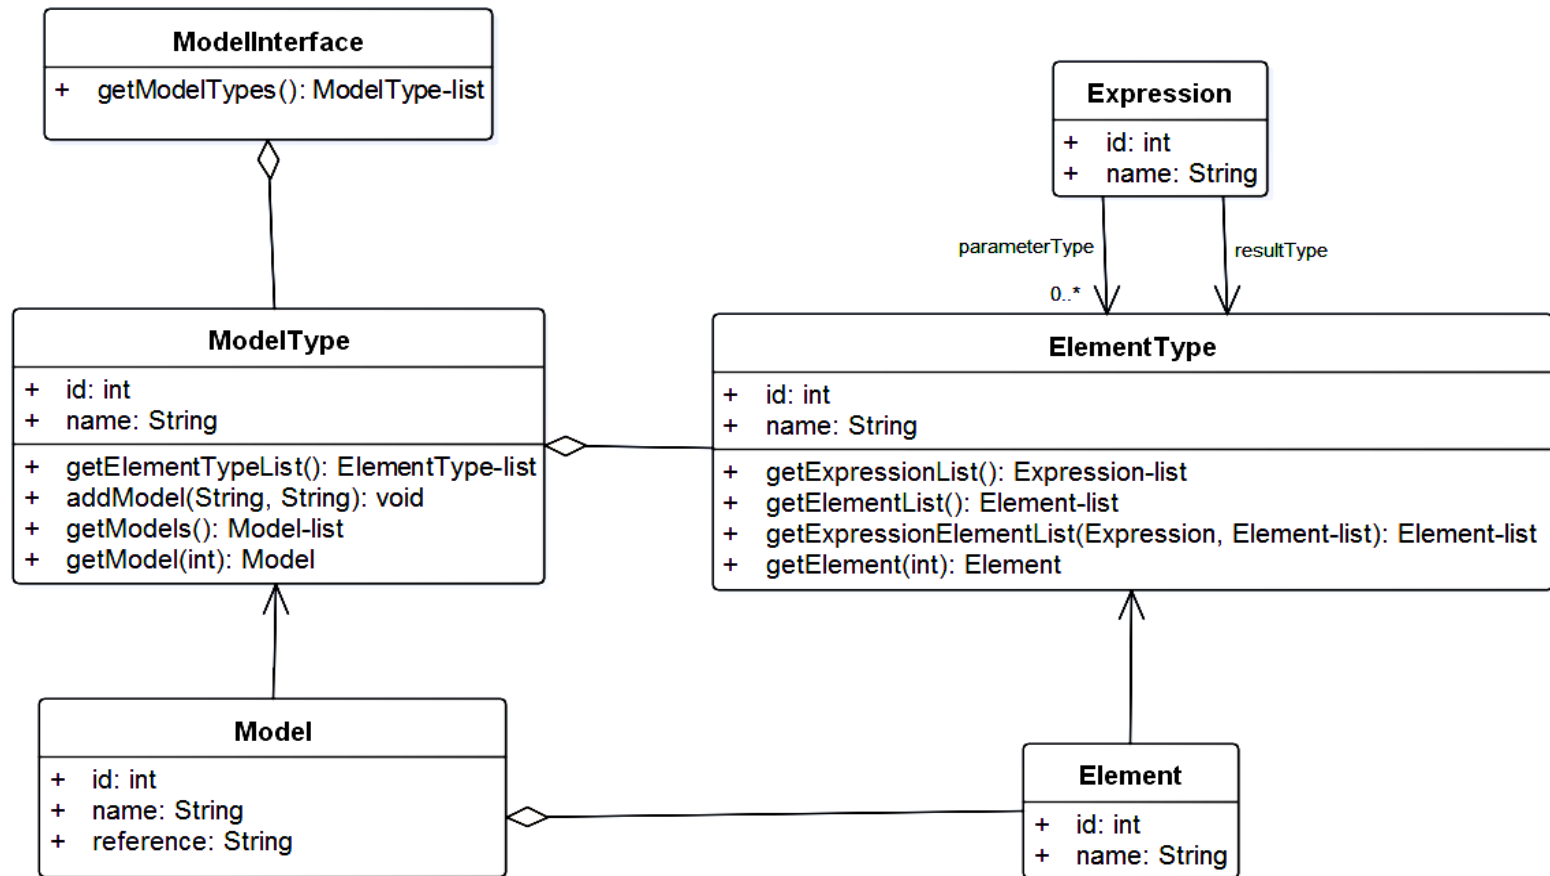 ModelInterface
+ getModelTypes(): ModelType-list
Expression
+ id: int
+ name: String
parameterType
resultType
0..*
ModelType
+ id: int
+ name: String
+ getElementTypeList(): ElementType-list
+ addModel(String, String): void
+ getModels(): Model-list
+ getModel(int): Model
ElementType
+ id: int
+ name: String
+ getExpressionList(): Expression-list
+ getElementList(): Element-list
+ getExpressionElementList(Expression, Element-list): Element-list
+ getElement(int): Element
Model
+ id: int
+ name: String
+ reference: String
Element
+ id: int
+ name: String